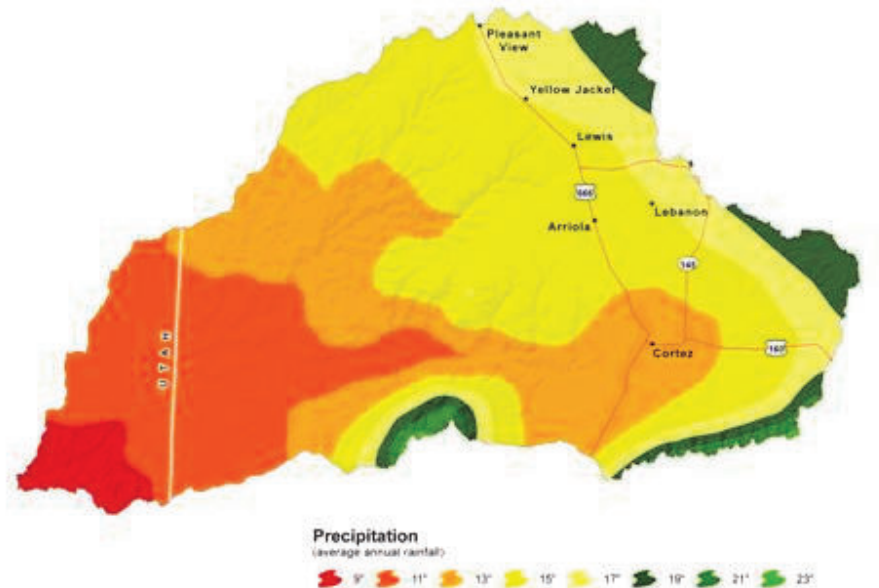 Pleasant
View
Yellow Jacket
Lewis
666
Lebanon
Arriola
145
UTAH
Cortez
160
Precipitation
(average annual rainfall)
9" 11" 13" 15" 17" 19" 21" 23"